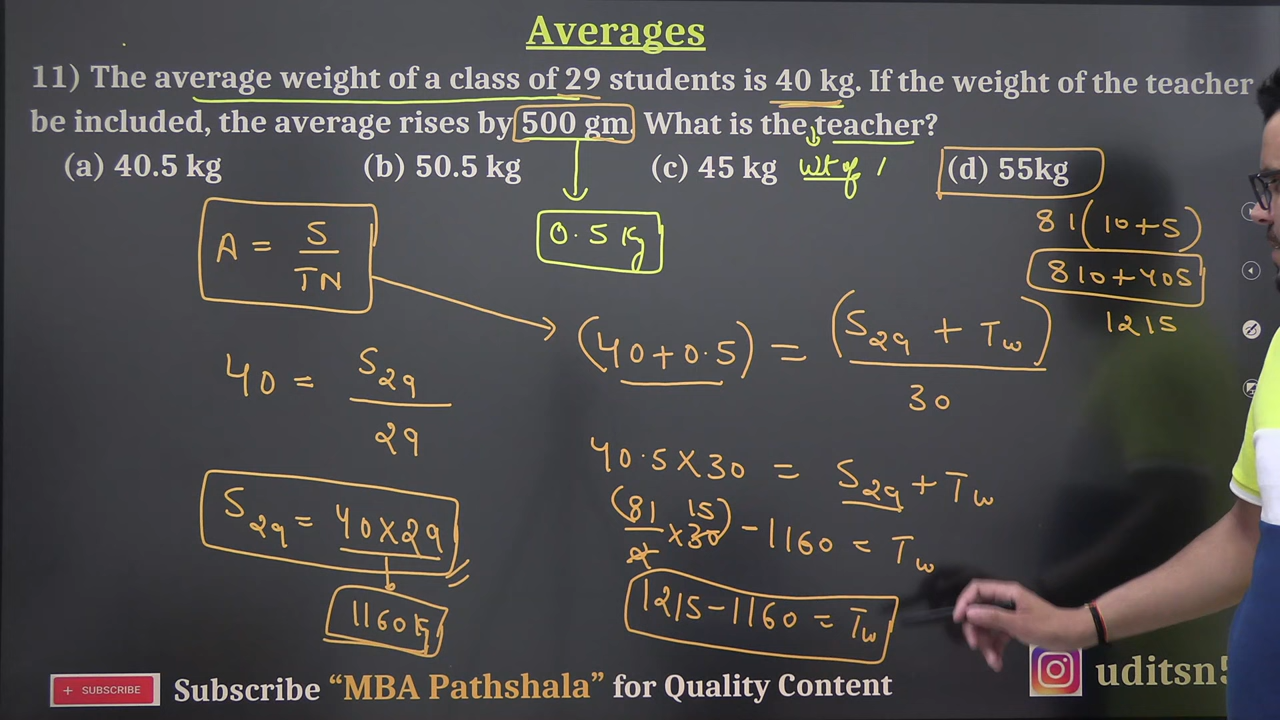 Averages
11) The average weight of a class of 29 students is 40 kg. If the weight of the teacher
be included, the average rises by 500 gm. What is the teacher?
wt of
(a) 40.5 kg (b) 50.5 kg (c) 45 kg (d) 55kg
0.5 kg
A = S / TN
81(10+5)
810+405
1215
(40+0.5) = (S29 + Tw) / 30
40 = S29 / 29
40.5×30 = S29 + Tw
S29 = 40×29
(81/2 ×30 15) - 1160 = Tw
1160 kg
1215-1160 = Tw
+ SUBSCRIBE
Subscribe “MBA Pathshala” for Quality Content
uditsn5